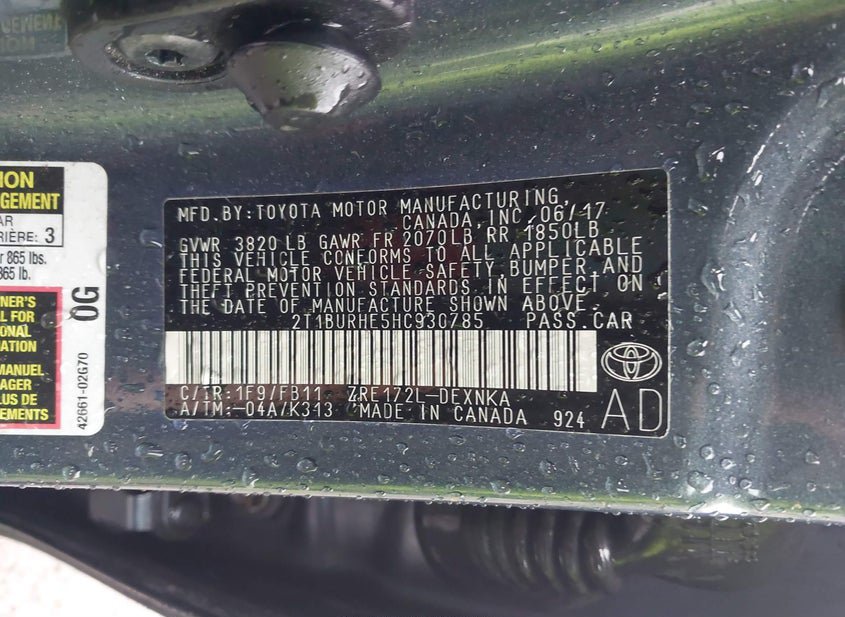 ION
GEMENT
AR
RIÈRE: 3
r 865 lbs.
865 lb.
NER'S
L FOR
ONAL
MATION
MANUEL
AGER
LUS DE
UCTIONS
42661-02G70
0G
MFD. BY: TOYOTA MOTOR MANUFACTURING,
CANADA, INC. 06/17
GVWR 3820 LB GAWR FR 2070LB RR 1850LB
THIS VEHICLE CONFORMS TO ALL APPLICABLE
FEDERAL MOTOR VEHICLE SAFETY, BUMPER, AND
THEFT PREVENTION STANDARDS IN EFFECT ON
THE DATE OF MANUFACTURE SHOWN ABOVE.
2T1BURHE5HC930785 PASS. CAR
C/TR: 1F9/FB11 ZRE172L-DEXNKA
A/TM: -04A/K313 MADE IN CANADA 924
AD